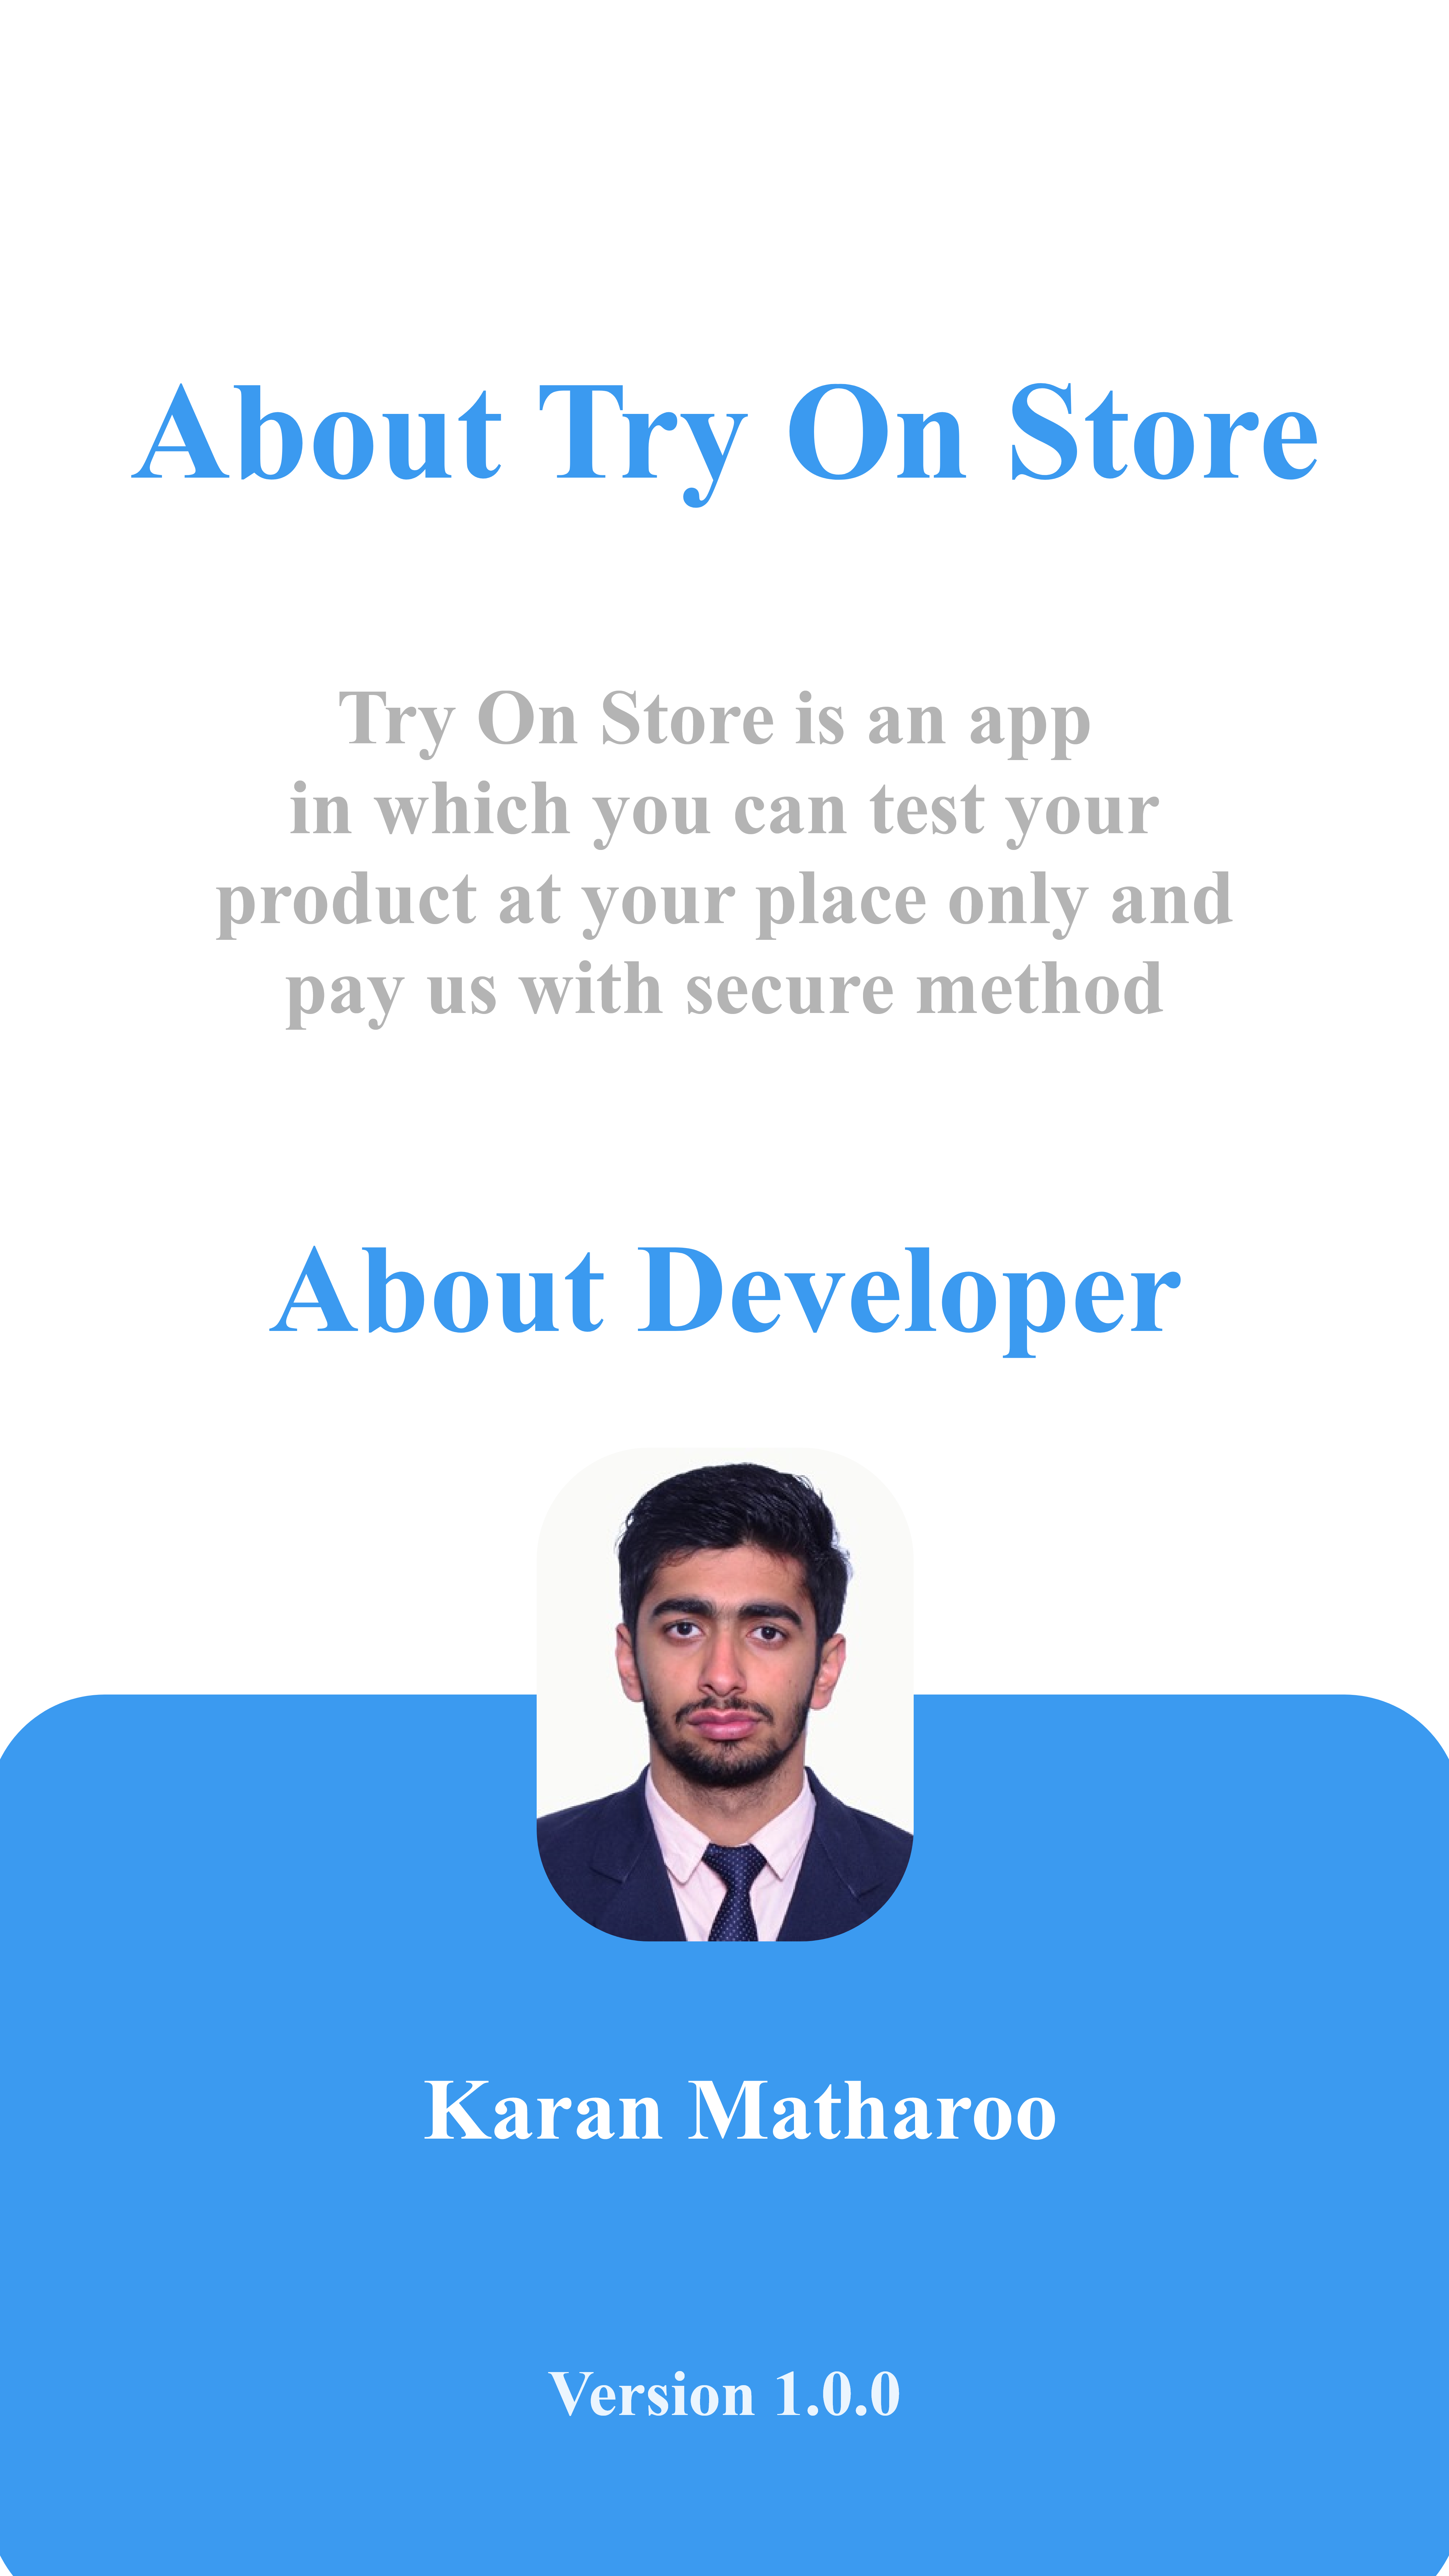 About Try On Store
Try On Store is an app
in which you can test your
product at your place only and
pay us with secure method
About Developer
Karan Matharoo
Version 1.0.0